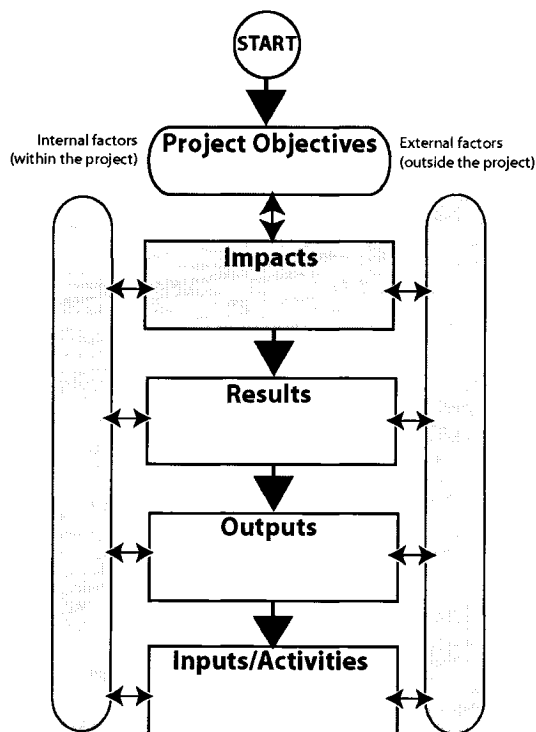 START
Internal factors
(within the project)
Project Objectives
External factors
(outside the project)
Impacts
Results
Outputs
Inputs/Activities